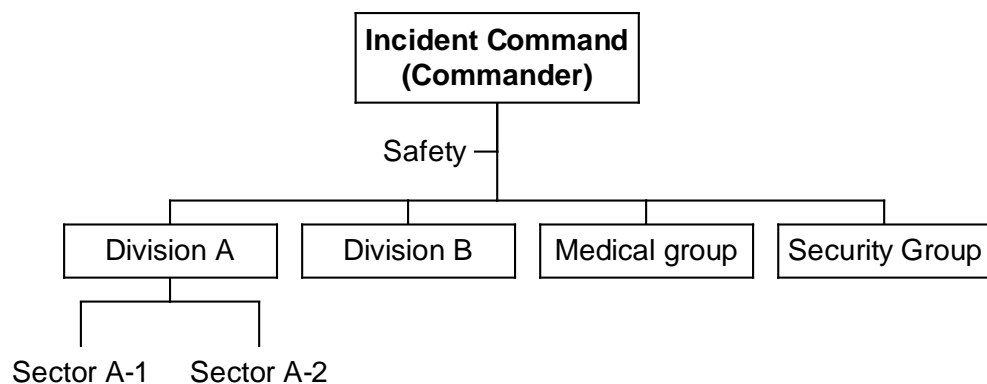 Incident Command
(Commander)
Safety
Division A
Division B
Medical group
Security Group
Sector A-1
Sector A-2